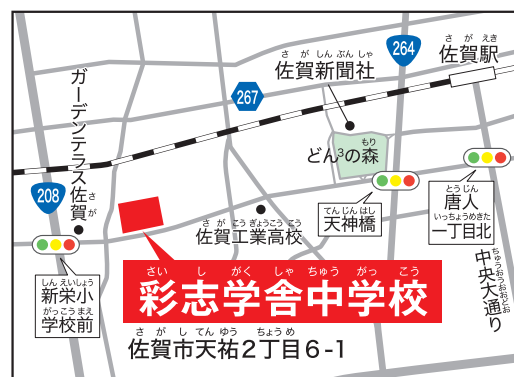 さがえき
佐賀駅
264
さがしんぶんしゃ
佐賀新聞社
267
ガーデンテラス佐賀
さが
もり
どん³の森
208
てんじんはし
天神橋
とうじん
唐人
いっちょうめきた
一丁目北
さがこうぎょうこうこう
佐賀工業高校
しんえいしょう
新栄小
がっこうまえ
学校前
ちゅうおうおおどお
中央大通り
さいしがくしゃちゅうがっこう
彩志学舎中学校
さがしてんゆうちょうめ
佐賀市天祐2丁目6-1